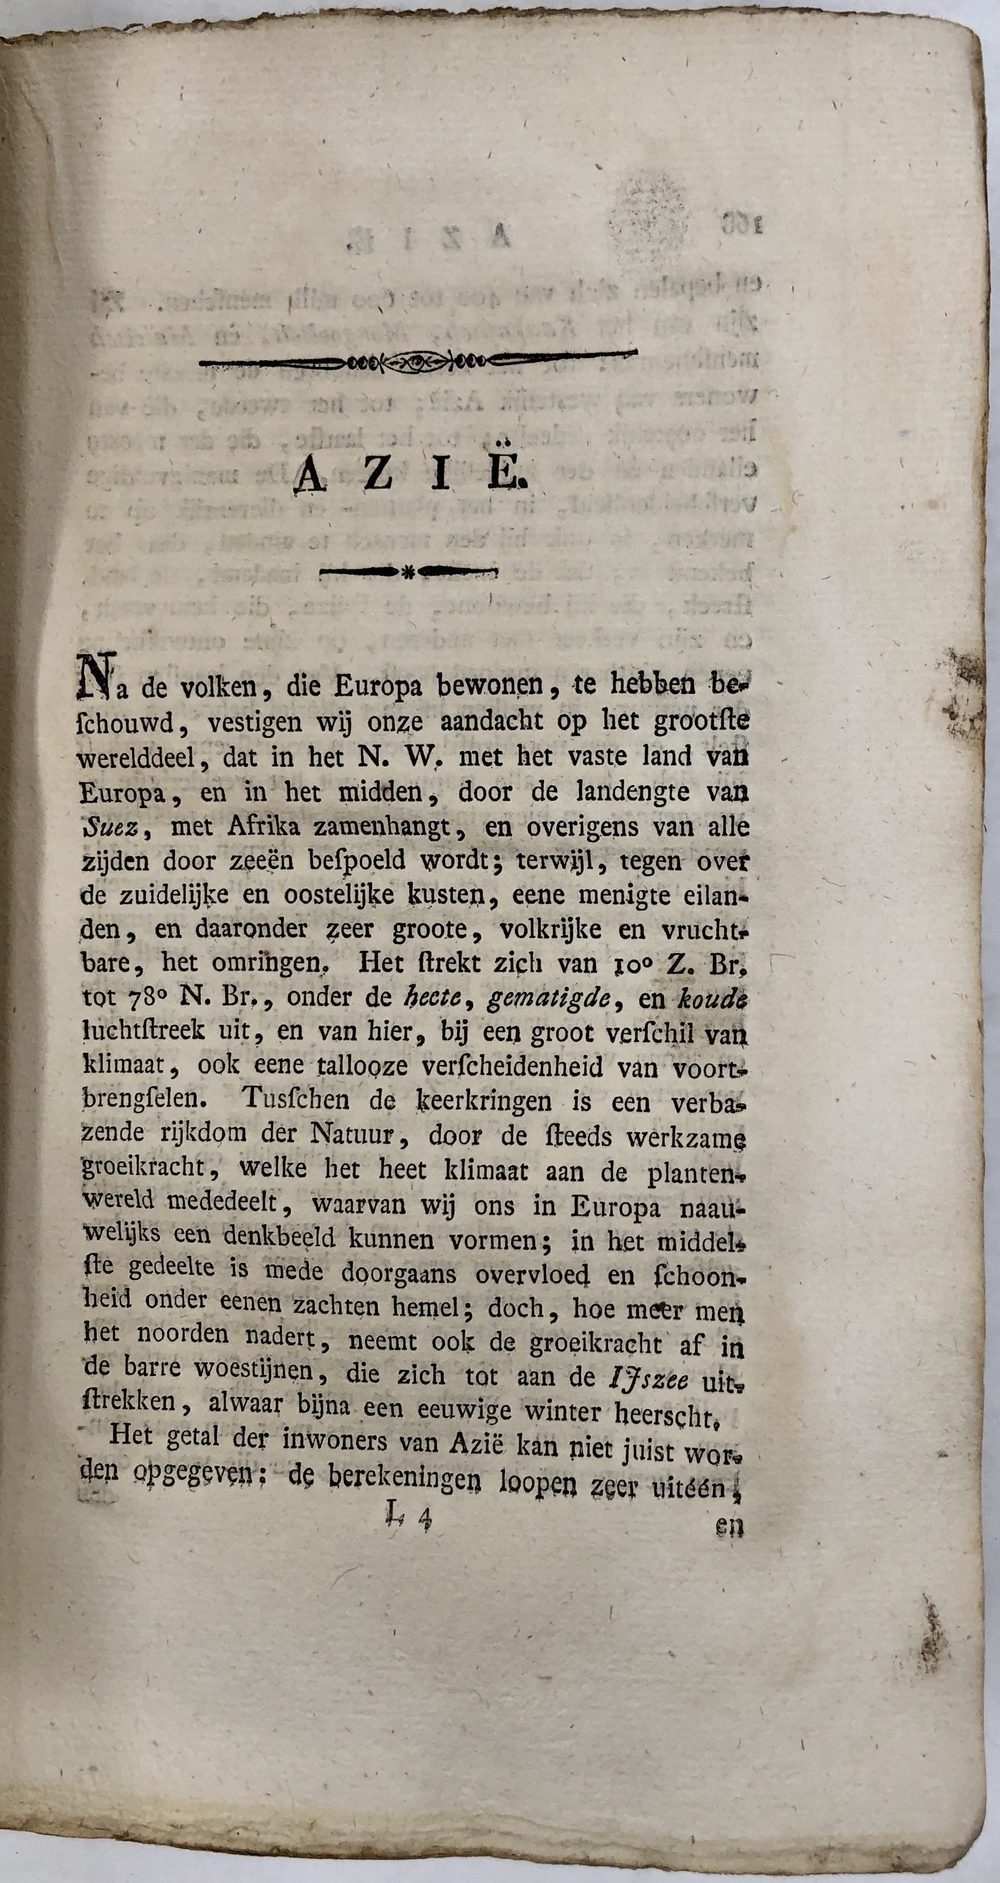 AZIË.
Na de volken, die Europa bewonen, te hebben be-
ſchouwd, vestigen wij onze aandacht op het grootſte
werelddeel, dat in het N. W. met het vaste land van
Europa, en in het midden, door de landengte van
Suez, met Afrika zamenhangt, en overigens van alle
zijden door zeeën beſpoeld wordt; terwijl, tegen over
de zuidelijke en oostelijke kusten, eene menigte eilan-
den, en daaronder zeer groote, volkrijke en vrucht-
bare, het omringen. Het ſtrekt zich van 10° Z. Br.
tot 78° N. Br., onder de heete, gematigde, en koude
luchtſtreek uit, en van hier, bij een groot verſchil van
klimaat, ook eene tallooze verſcheidenheid van voort-
brengſelen. Tusſchen de keerkringen is een verba-
zende rijkdom der Natuur, door de ſteeds werkzame
groeikracht, welke het heet klimaat aan de planten-
wereld mededeelt, waarvan wij ons in Europa naau-
welijks een denkbeeld kunnen vormen; in het middel-
ſte gedeelte is mede doorgaans overvloed en ſchoon-
heid onder eenen zachten hemel; doch, hoe meer men
het noorden nadert, neemt ook de groeikracht af in
de barre woestijnen, die zich tot aan de IJszee uit-
ſtrekken, alwaar bijna een eeuwige winter heerscht.
Het getal der inwoners van Azië kan niet juist wor-
den opgegeven: de berekeningen loopen zeer uitéén,
L 4
en